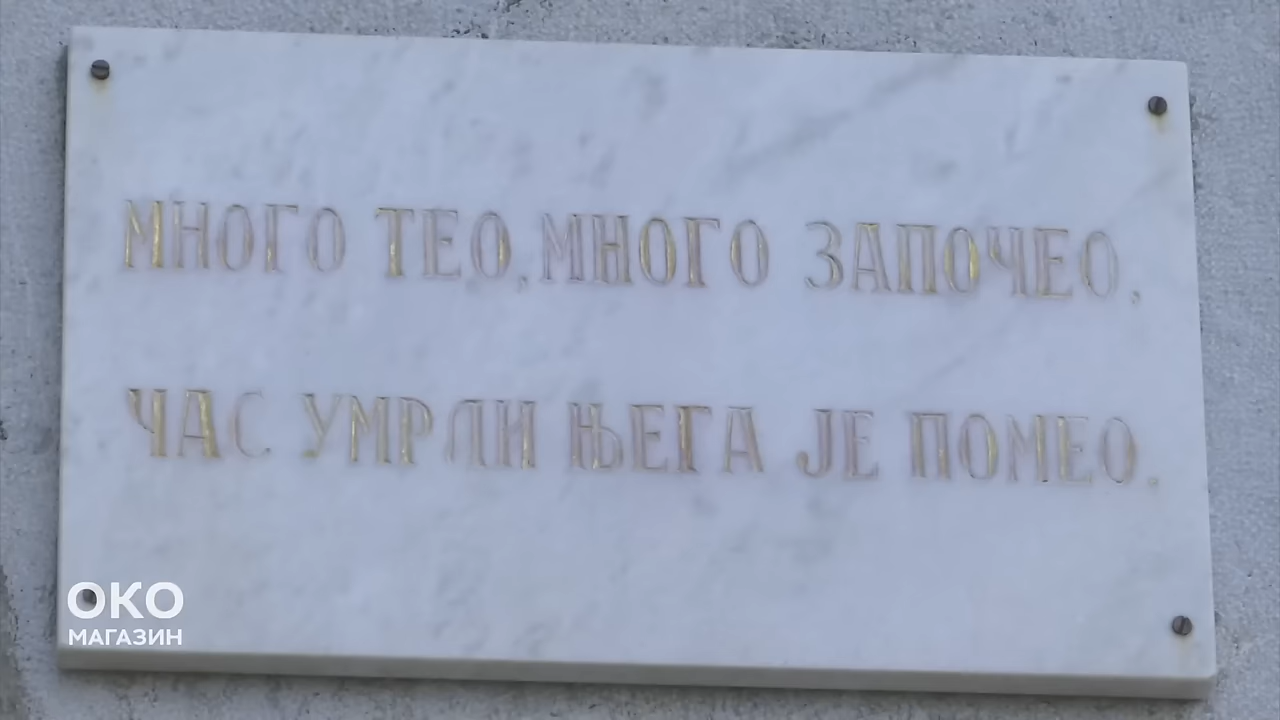 МНОГО ТЕО, МНОГО ЗАПОЧЕО,
ЧАС УМРЛИ ЊЕГА ЈЕ ПОМЕО.
ОКО
МАГАЗИН